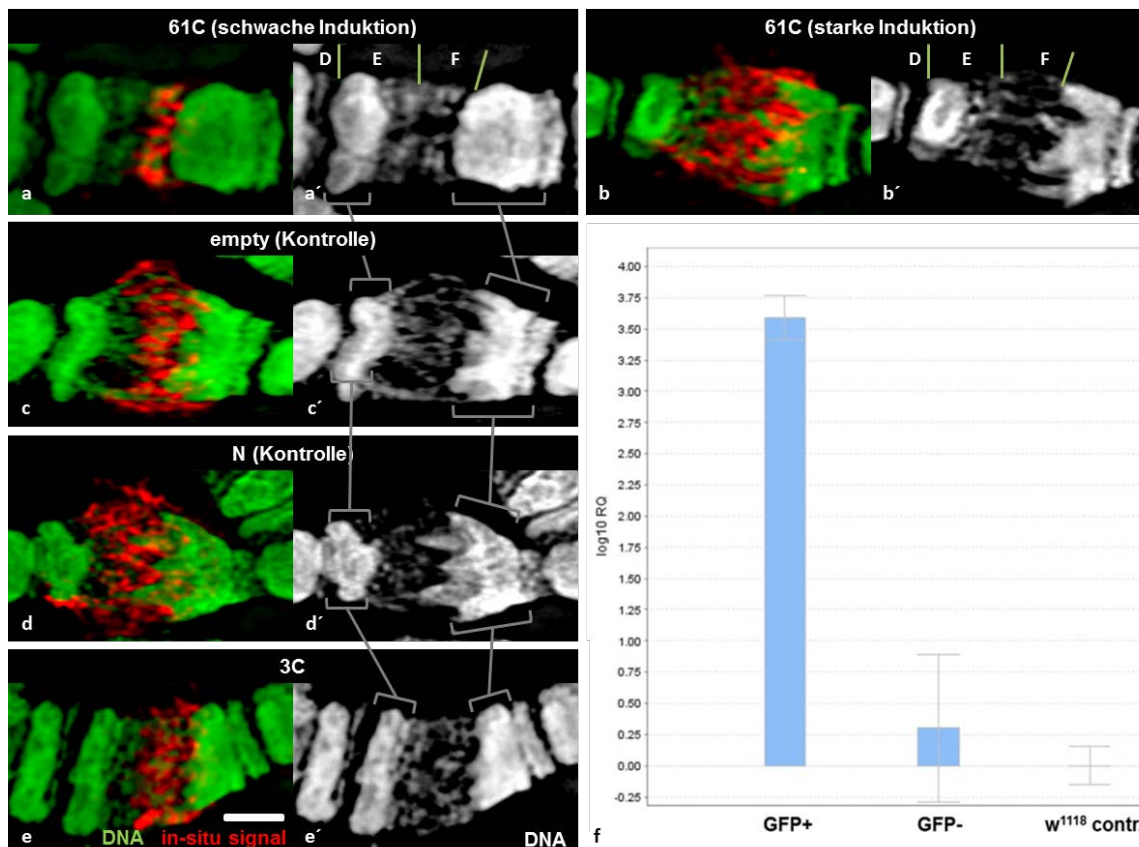 61C (schwache Induktion)
D E F
a a´
61C (starke Induktion)
D E F
b b´
empty (Kontrolle)
c c´
N (Kontrolle)
d d´
3C
e DNA in-situ signal e´ DNA
4.00
3.75
3.50
3.25
3.00
2.75
2.50
2.25
2.00
1.75
1.50
1.25
1.00
0.75
0.50
0.25
0.00
-0.25
log10 RQ
f GFP+ GFP- w1118 contr